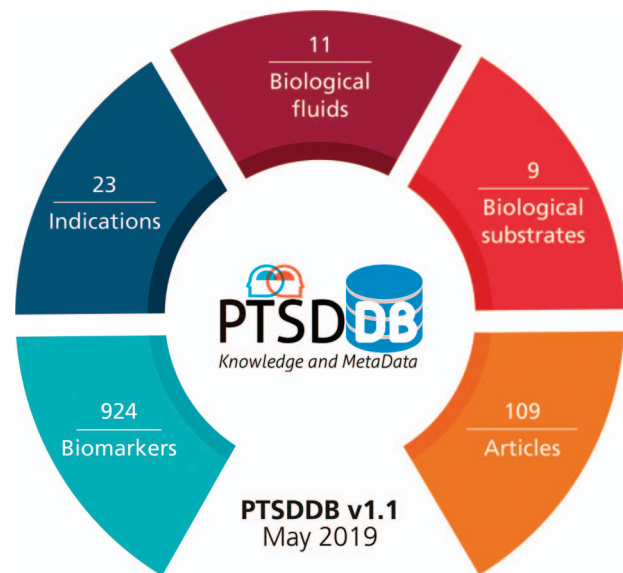 11
Biological
fluids
23
Indications
9
Biological
substrates
PTSD DB
Knowledge and MetaData
924
Biomarkers
109
Articles
PTSDDB v1.1
May 2019